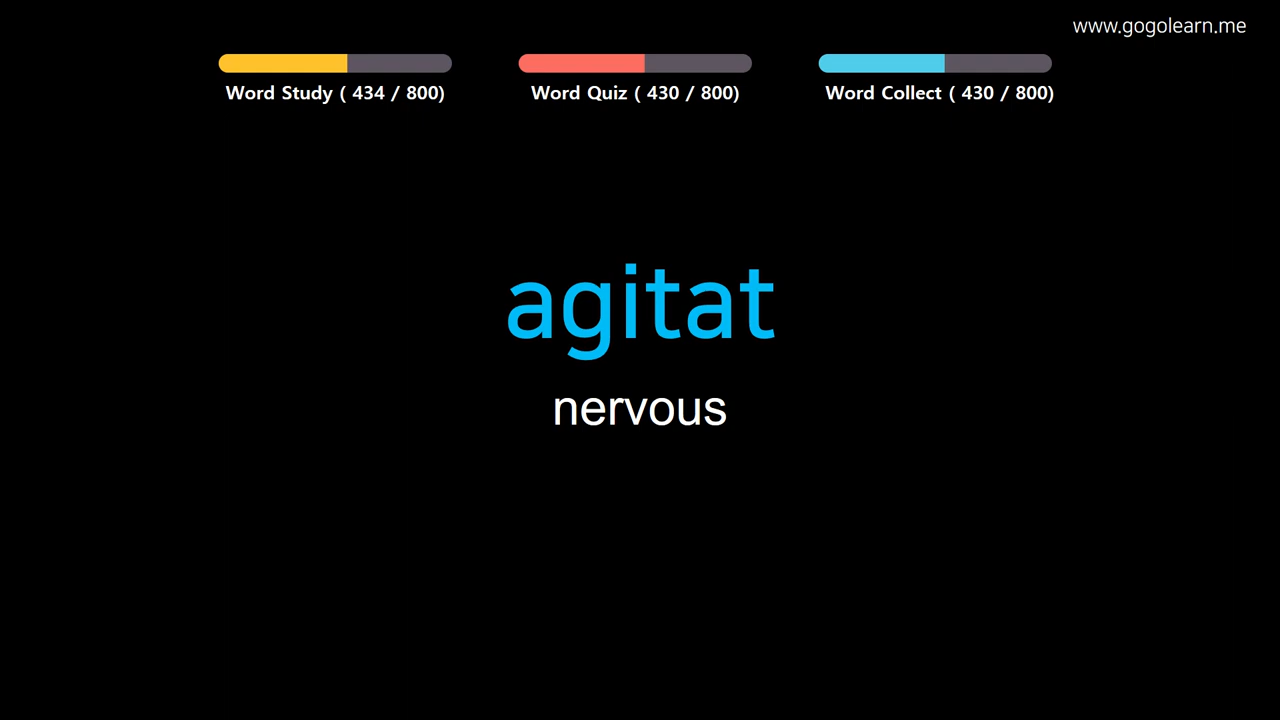 www.gogolearn.me
Word Study ( 434 / 800)
Word Quiz ( 430 / 800)
Word Collect ( 430 / 800)
agitat
nervous